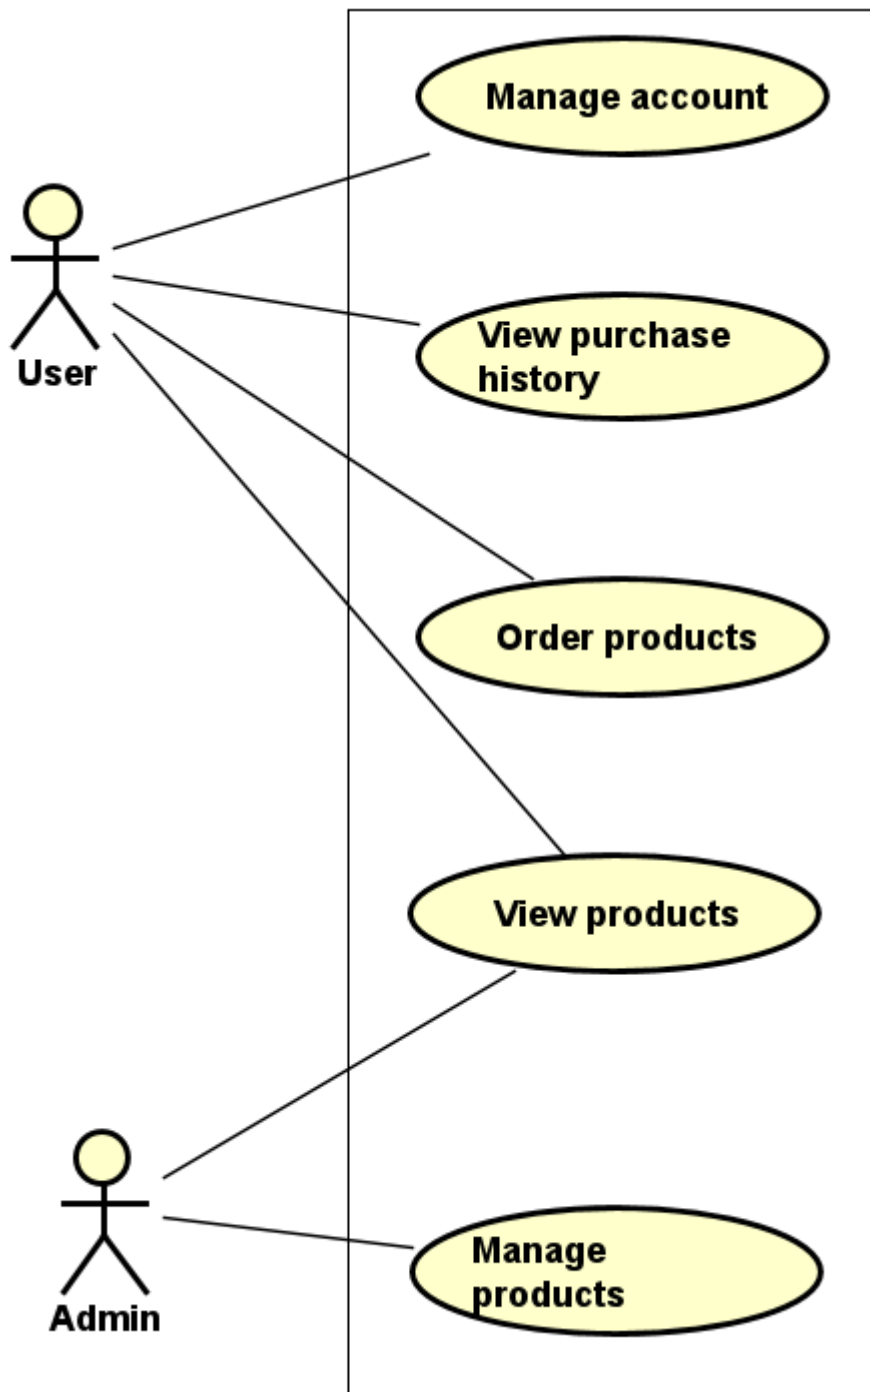 Manage account
View purchase
history
User
Order products
View products
Manage
products
Admin